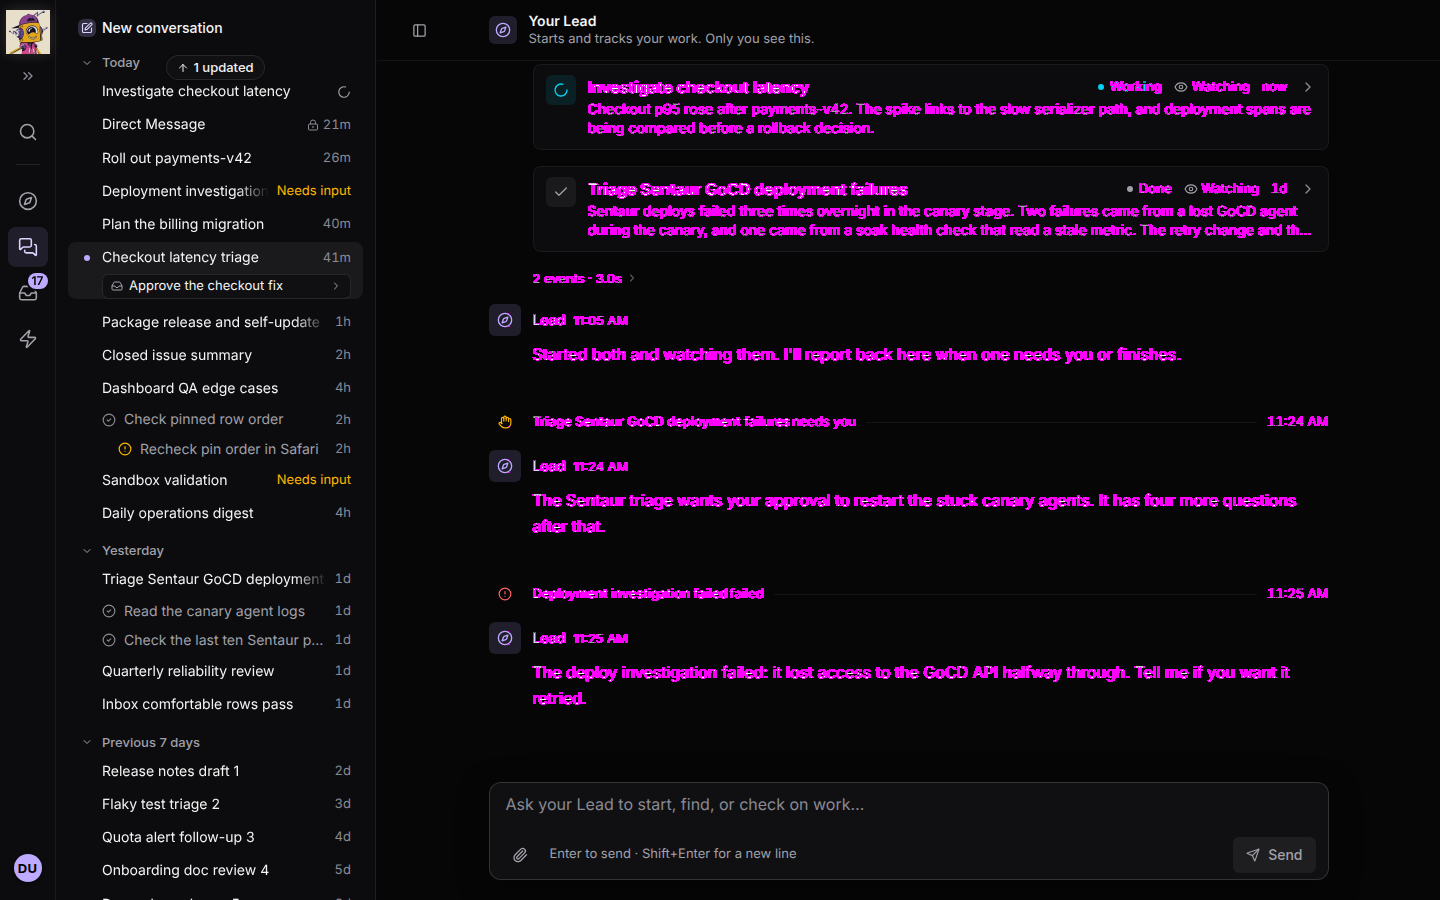 New conversation
Today
1 updated
Investigate checkout latency
Direct Message 21m
Roll out payments-v42 26m
Deployment investigation Needs input
Plan the billing migration 40m
Checkout latency triage 41m
Approve the checkout fix
17
Package release and self-update 1h
Closed issue summary 2h
Dashboard QA edge cases 4h
Check pinned row order 2h
Recheck pin order in Safari 2h
Sandbox validation Needs input
Daily operations digest 4h
Yesterday
Triage Sentaur GoCD deployment 1d
Read the canary agent logs 1d
Check the last ten Sentaur p... 1d
Quarterly reliability review 1d
Inbox comfortable rows pass 1d
Previous 7 days
Release notes draft 1 2d
Flaky test triage 2 3d
Quota alert follow-up 3 4d
Onboarding doc review 4 5d
DU
Your Lead
Starts and tracks your work. Only you see this.
Investigate checkout latency Working Watching now
Checkout p95 rose after payments-v42. The spike links to the slow serializer path, and deployment spans are
being compared before a rollback decision.
Triage Sentaur GoCD deployment failures Done Watching 1d
Sentaur deploys failed three times overnight in the canary stage. Two failures came from a lost GoCD agent
during the canary, and one came from a soak health check that read a stale metric. The retry change and th...
2 events · 3.0s
Lead 11:05 AM
Started both and watching them. I'll report back here when one needs you or finishes.
Triage Sentaur GoCD deployment failures needs you 11:24 AM
Lead 11:24 AM
The Sentaur triage wants your approval to restart the stuck canary agents. It has four more questions
after that.
Deployment investigation failed failed 11:25 AM
Lead 11:25 AM
The deploy investigation failed: it lost access to the GoCD API halfway through. Tell me if you want it
retried.
Ask your Lead to start, find, or check on work...
Enter to send · Shift+Enter for a new line
Send